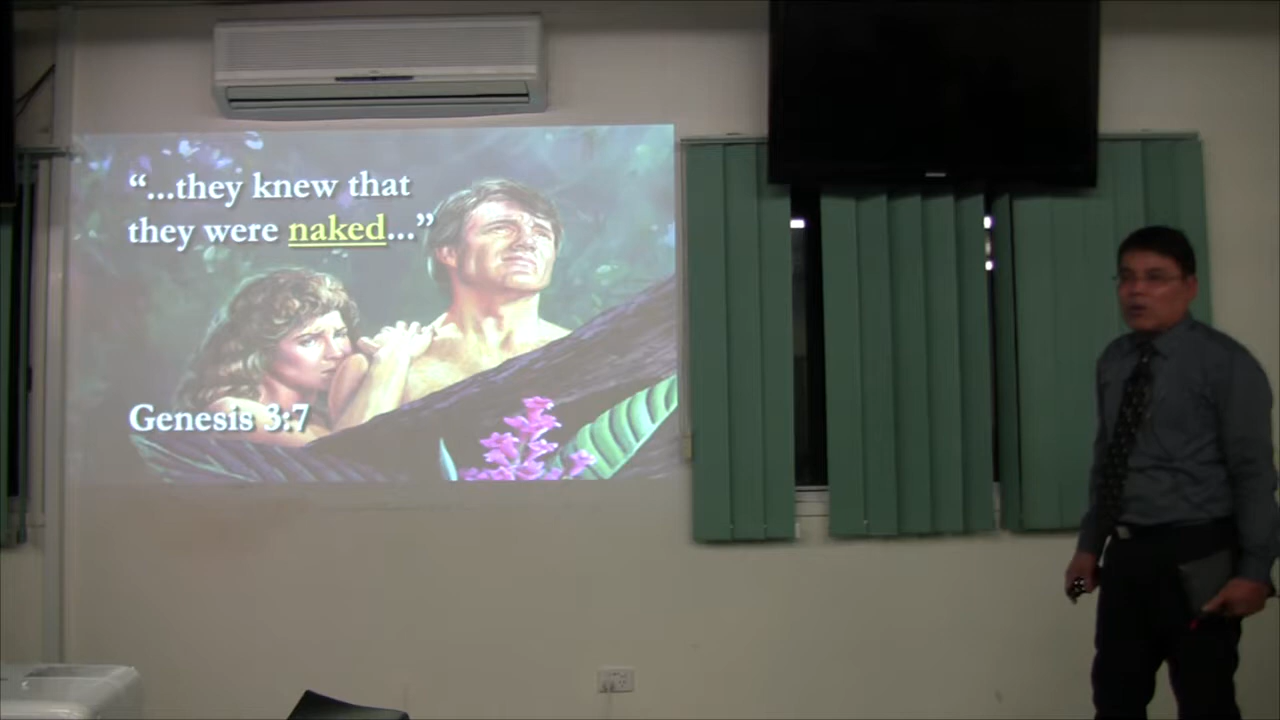 “...they knew that
they were naked...”
Genesis 3:7